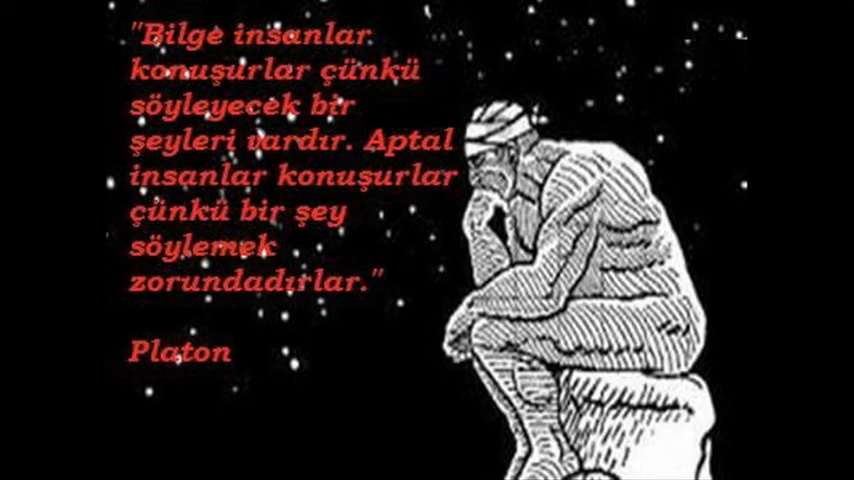 "Bilge insanlar
konuşurlar çünkü
söyleyecek bir
şeyleri vardır. Aptal
insanlar konuşurlar
çünkü bir şey
söylemek
zorundadırlar."
Platon